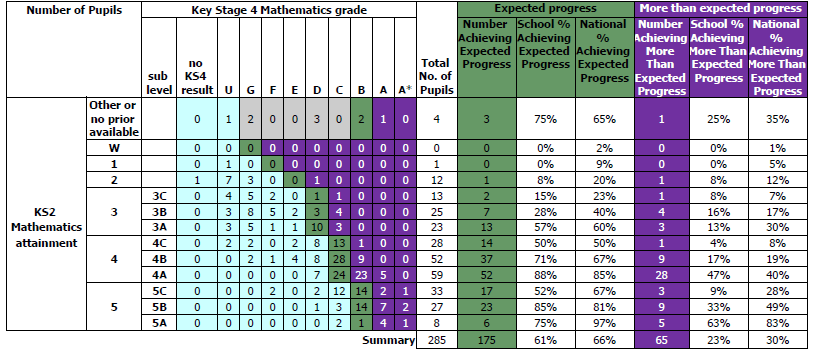 Number of Pupils Key Stage 4 Mathematics grade Expected progress More than expected progress
sub level no KS4 result U G F E D C B A A* Total No. of Pupils Number Achieving Expected Progress School % Achieving Expected Progress National % Achieving Expected Progress Number Achieving More Than Expected Progress School % Achieving More Than Expected Progress National % Achieving More Than Expected Progress
KS2 Mathematics attainment
Other or no prior available 0 1 2 0 0 3 0 2 1 0 4 3 75% 65% 1 25% 35%
W 0 0 0 0 0 0 0 0 0 0 0 0 0% 2% 0 0% 1%
1 0 1 0 0 0 0 0 0 0 0 1 0 0% 9% 0 0% 5%
2 1 7 3 0 0 1 0 0 0 0 12 1 8% 20% 1 8% 12%
3 3C 0 4 5 2 0 1 1 0 0 0 13 2 15% 23% 1 8% 7%
3B 0 3 8 5 2 3 4 0 0 0 25 7 28% 40% 4 16% 17%
3A 0 3 5 1 1 10 3 0 0 0 23 13 57% 60% 3 13% 30%
4 4C 0 2 2 0 2 8 13 1 0 0 28 14 50% 50% 1 4% 8%
4B 0 0 2 1 4 8 28 9 0 0 52 37 71% 67% 9 17% 19%
4A 0 0 0 0 0 7 24 23 5 0 59 52 88% 85% 28 47% 40%
5 5C 0 0 0 2 0 2 12 14 2 1 33 17 52% 67% 3 9% 28%
5B 0 0 0 0 0 1 3 14 7 2 27 23 85% 81% 9 33% 49%
5A 0 0 0 0 0 0 2 1 4 1 8 6 75% 97% 5 63% 83%
Summary 285 175 61% 66% 65 23% 30%